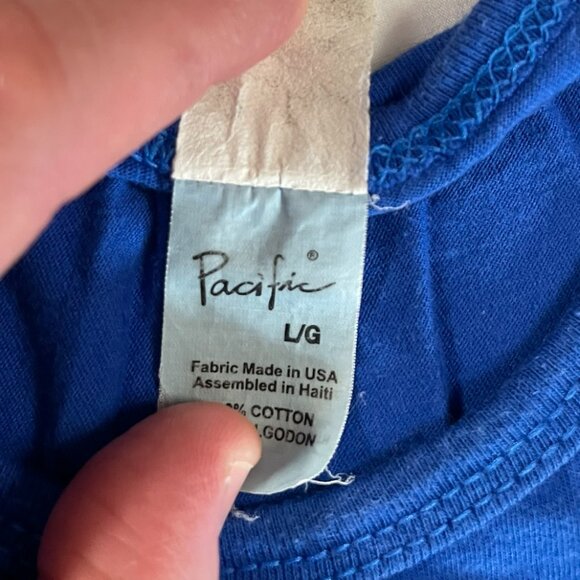 Pacific®
L/G
Fabric Made in USA
Assembled in Haiti
% COTTON